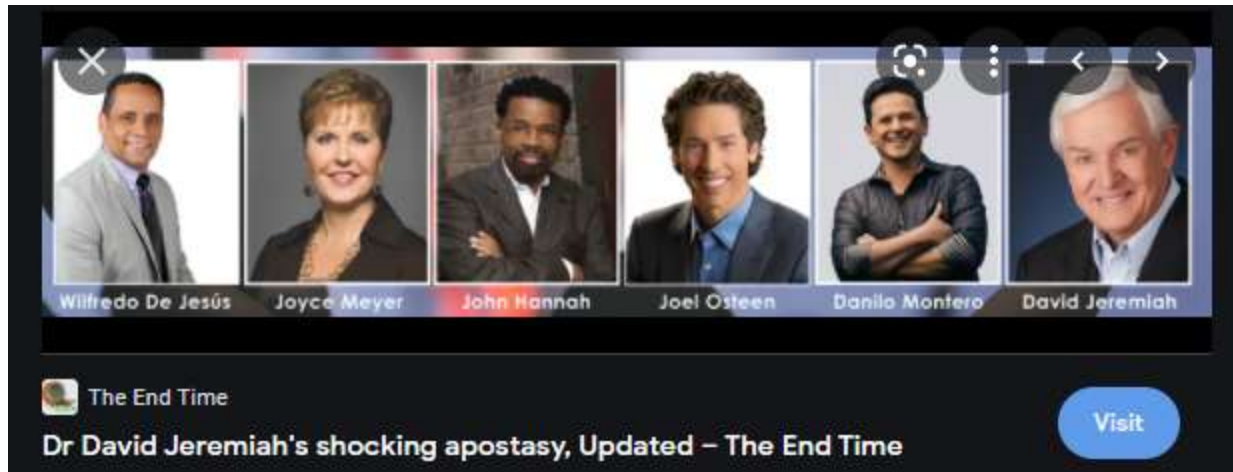 Wilfredo De Jesús Joyce Meyer John Hannah Joel Osteen Danilo Montero David Jeremiah
The End Time
Visit
Dr David Jeremiah's shocking apostasy, Updated – The End Time